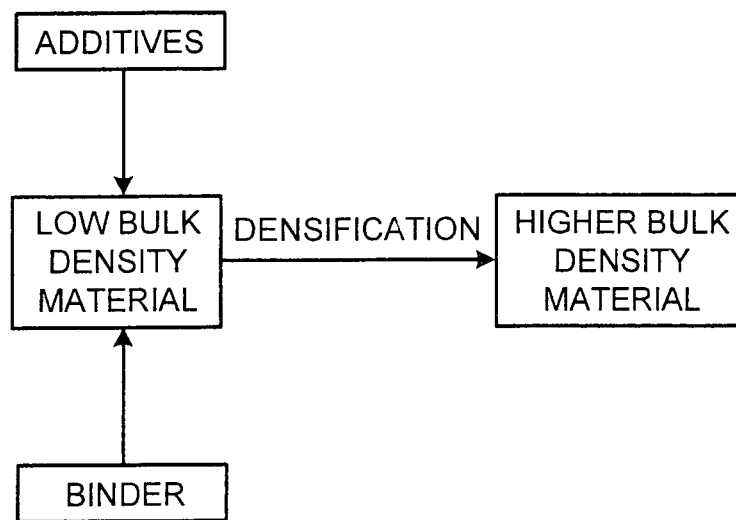 ADDITIVES
LOW BULK
DENSITY
MATERIAL
DENSIFICATION
HIGHER BULK
DENSITY
MATERIAL
BINDER